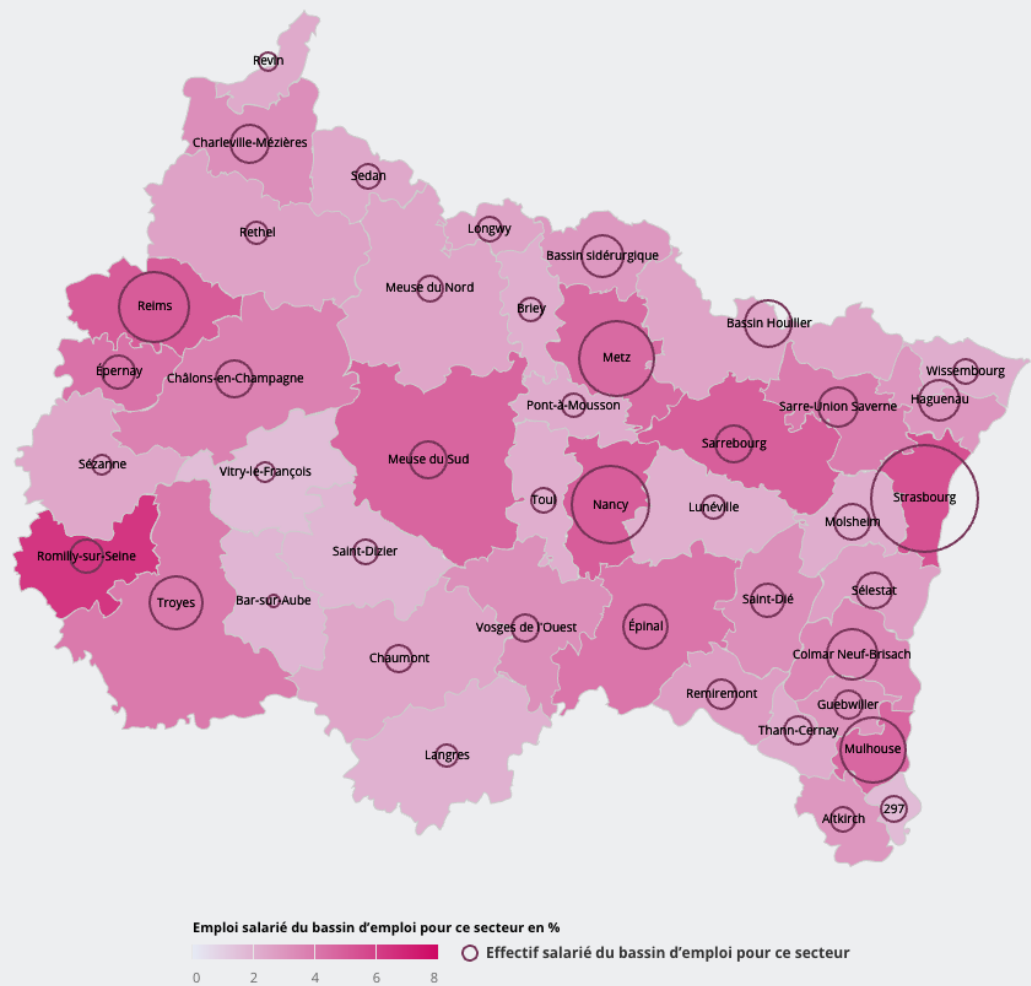 Revin
Charleville-Mézières
Sedan
Rethel
Longwy
Bassin sidérurgique
Meuse du Nord
Reims
Briey
Bassin Houiller
Metz
Épernay
Châlons-en-Champagne
Wissembourg
Haguenau
Pont-à-Mousson
Sarre-Union Saverne
Sarrebourg
Meuse du Sud
Sézanne
Vitry-le-François
Strasbourg
Toul
Nancy
Lunéville
Molsheim
Romilly-sur-Seine
Saint-Dizier
Sélestat
Troyes
Bar-sur-Aube
Saint-Dié
Vosges de l'Ouest
Épinal
Colmar Neuf-Brisach
Chaumont
Remiremont
Guebwiller
Thann-Cernay
Mulhouse
Langres
297
Altkirch
Emploi salarié du bassin d’emploi pour ce secteur en %
Effectif salarié du bassin d’emploi pour ce secteur
0 2 4 6 8